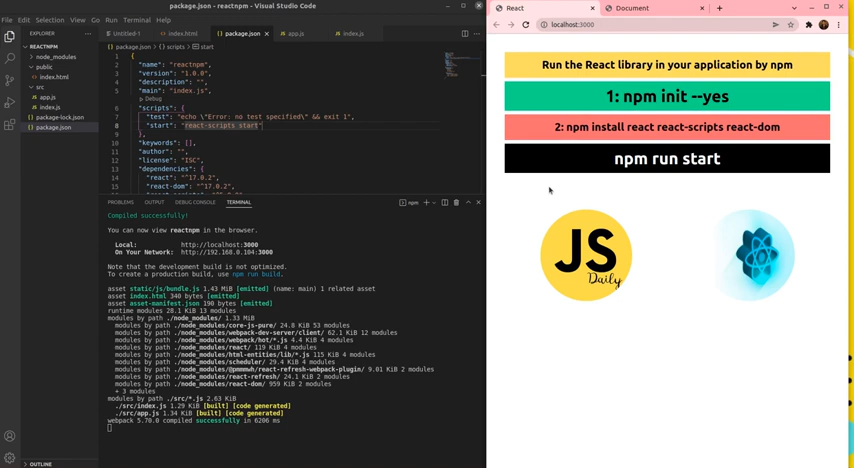 package.json - reactnpm - Visual Studio Code
File Edit Selection View Go Run Terminal Help
EXPLORER
REACTNPM
node_modules
public
index.html
src
app.js
index.js
package-lock.json
package.json
OUTLINE
Untitled-1
index.html
package.json
app.js
index.js
package.json > scripts > start
1 {
2 "name": "reactnpm",
3 "version": "1.0.0",
4 "description": "",
5 "main": "index.js",
Debug
6 "scripts": {
7 "test": "echo \"Error: no test specified\" && exit 1",
8 "start": "react-scripts start"
9 },
10 "keywords": [],
11 "author": "",
12 "license": "ISC",
13 "dependencies": {
14 "react": "^17.0.2",
15 "react-dom": "^17.0.2",
PROBLEMS OUTPUT DEBUG CONSOLE TERMINAL
npm
Compiled successfully!
You can now view reactnpm in the browser.
Local: http://localhost:3000
On Your Network: http://192.168.0.104:3000
Note that the development build is not optimized.
To create a production build, use npm run build.
asset static/js/bundle.js 1.43 MiB [emitted] (name: main) 1 related asset
asset index.html 340 bytes [emitted]
asset asset-manifest.json 190 bytes [emitted]
runtime modules 28.1 KiB 13 modules
modules by path ./node_modules/ 1.33 MiB
modules by path ./node_modules/core-js-pure/ 24.8 KiB 53 modules
modules by path ./node_modules/webpack-dev-server/client/ 62.1 KiB 12 modules
modules by path ./node_modules/webpack/hot/*.js 4.4 KiB 4 modules
modules by path ./node_modules/react/ 119 KiB 4 modules
modules by path ./node_modules/html-entities/lib/*.js 115 KiB 4 modules
modules by path ./node_modules/scheduler/ 29.4 KiB 4 modules
modules by path ./node_modules/@pmmmwh/react-refresh-webpack-plugin/ 9.01 KiB 2 modules
modules by path ./node_modules/react-refresh/ 24.1 KiB 2 modules
modules by path ./node_modules/react-dom/ 959 KiB 2 modules
+ 3 modules
modules by path ./src/*.js 2.63 KiB
./src/index.js 1.29 KiB [built] [code generated]
./src/app.js 1.34 KiB [built] [code generated]
webpack 5.70.0 compiled successfully in 6206 ms
React
Document
localhost:3000
Run the React library in your application by npm
1: npm init --yes
2: npm install react react-scripts react-dom
npm run start
JS
Daily